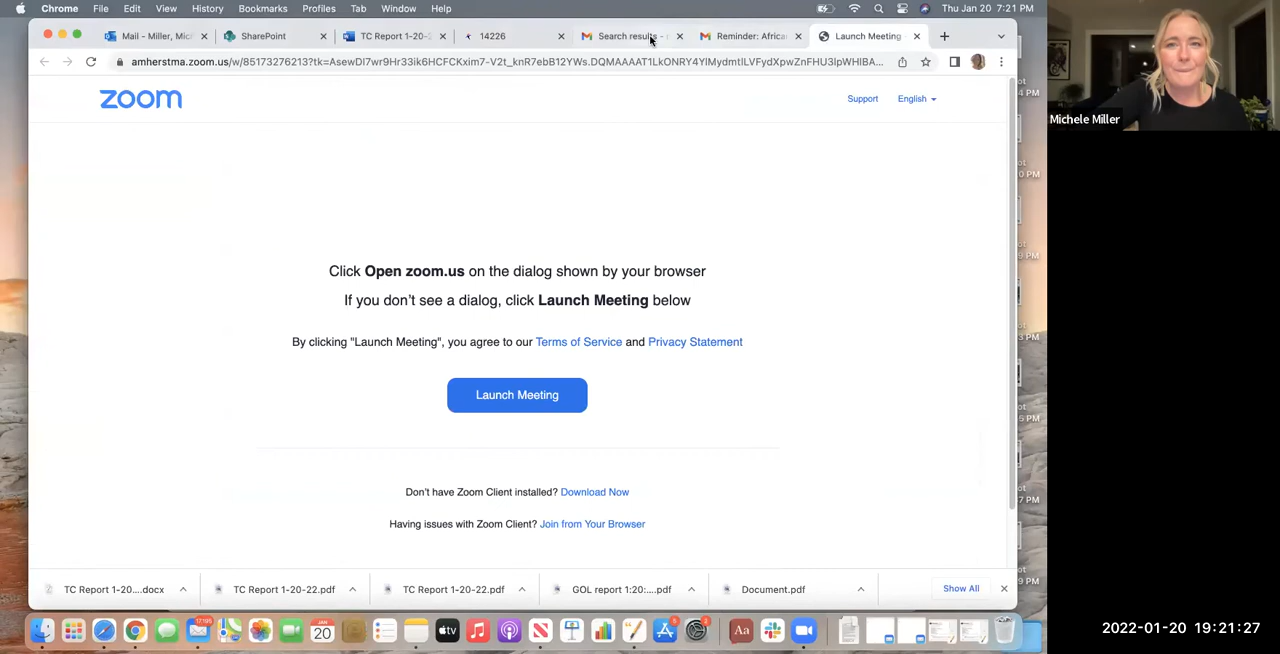 Chrome File Edit View History Bookmarks Profiles Tab Window Help Thu Jan 20 7:21 PM
Mail - Miller, Mic SharePoint TC Report 1-20-2 14226 Search results - Reminder: Africa Launch Meeting -
amherstma.zoom.us/w/85173276213?
zoom
Support English
Click Open zoom.us on the dialog shown by your browser
If you don't see a dialog, click Launch Meeting below
By clicking "Launch Meeting", you agree to our Terms of Service and Privacy Statement
Launch Meeting
Don't have Zoom Client installed? Download Now
Having issues with Zoom Client? Join from Your Browser
TC Report 1-20....docx TC Report 1-20-22.pdf TC Report 1-20-22.pdf GOL report 1:20:....pdf Document.pdf Show All
JAN
20
tv
Aa
Michele Miller
2022-01-20 19:21:27